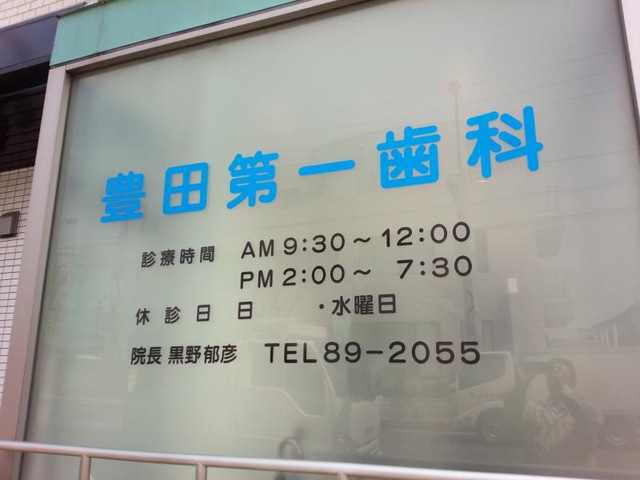 豊田第一歯科
診療時間 AM 9:30～12:00
PM 2:00～ 7:30
休診日 日 ・水曜日
院長 黒野郁彦 TEL 89-2055